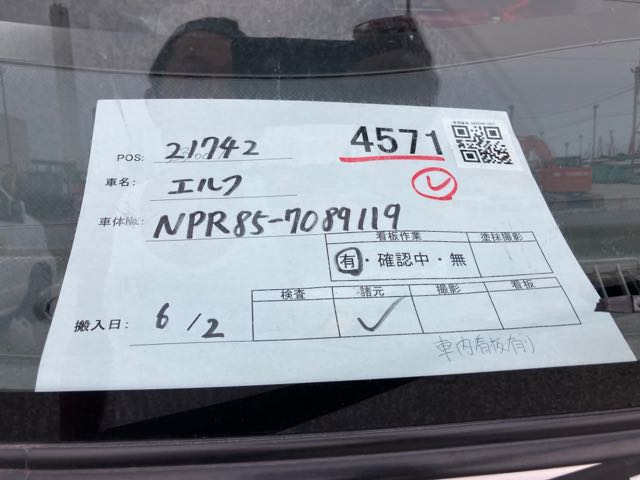 POS: 21742 4571
車名: エルフ
車体No.: NPR85-7089119
看板作業 塗抹撮影
有・確認中・無
検査 諸元 撮影 看板
搬入日: 6/2
車内看板有り